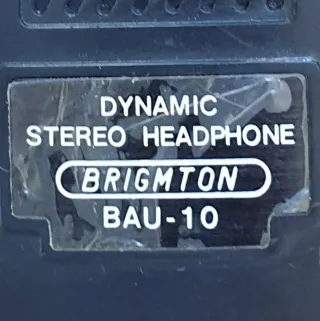 DYNAMIC
STEREO HEADPHONE
BRIGMTON
BAU-10